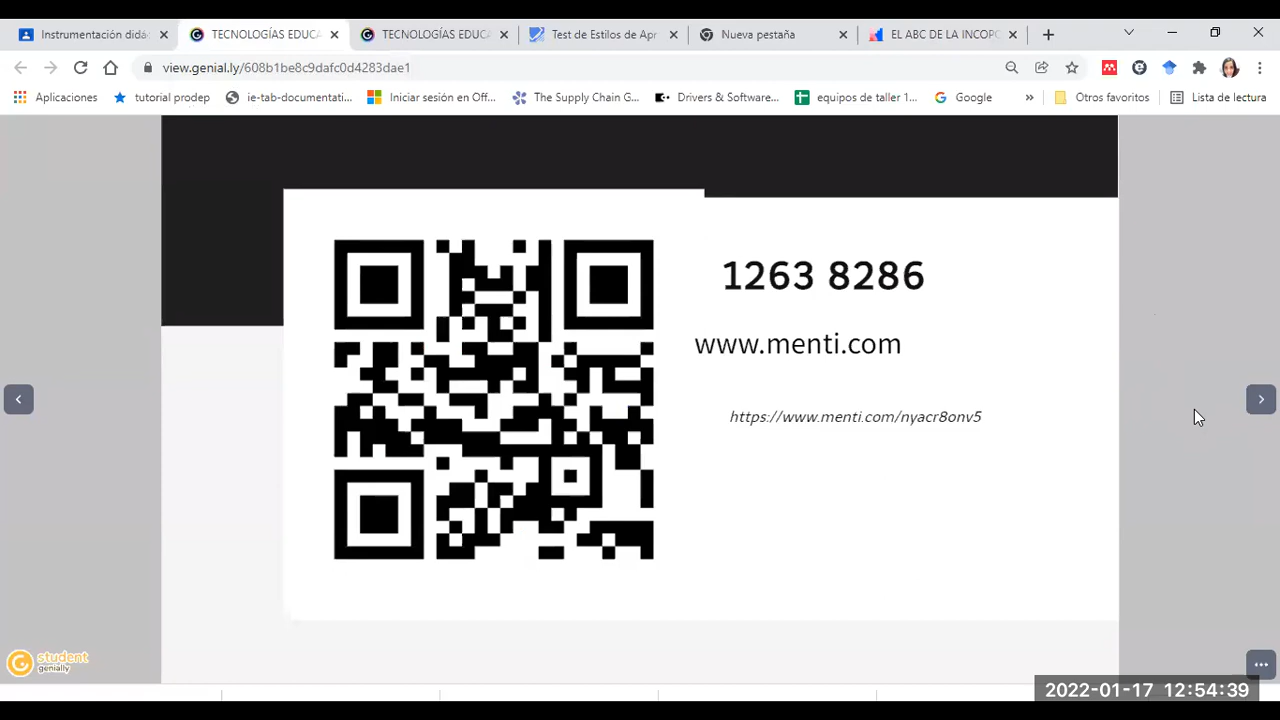 Instrumentación didá
TECNOLOGÍAS EDUCA
TECNOLOGÍAS EDUCA
Test de Estilos de Apr
Nueva pestaña
EL ABC DE LA INCOPO
view.genial.ly/608b1be8c9dafc0d4283dae1
Aplicaciones
tutorial prodep
ie-tab-documentati...
Iniciar sesión en Off...
The Supply Chain G...
Drivers & Software...
equipos de taller 1...
Google
»
Otros favoritos
Lista de lectura
1263 8286
www.menti.com
https://www.menti.com/nyacr8onv5
student
genially
2022-01-17 12:54:39